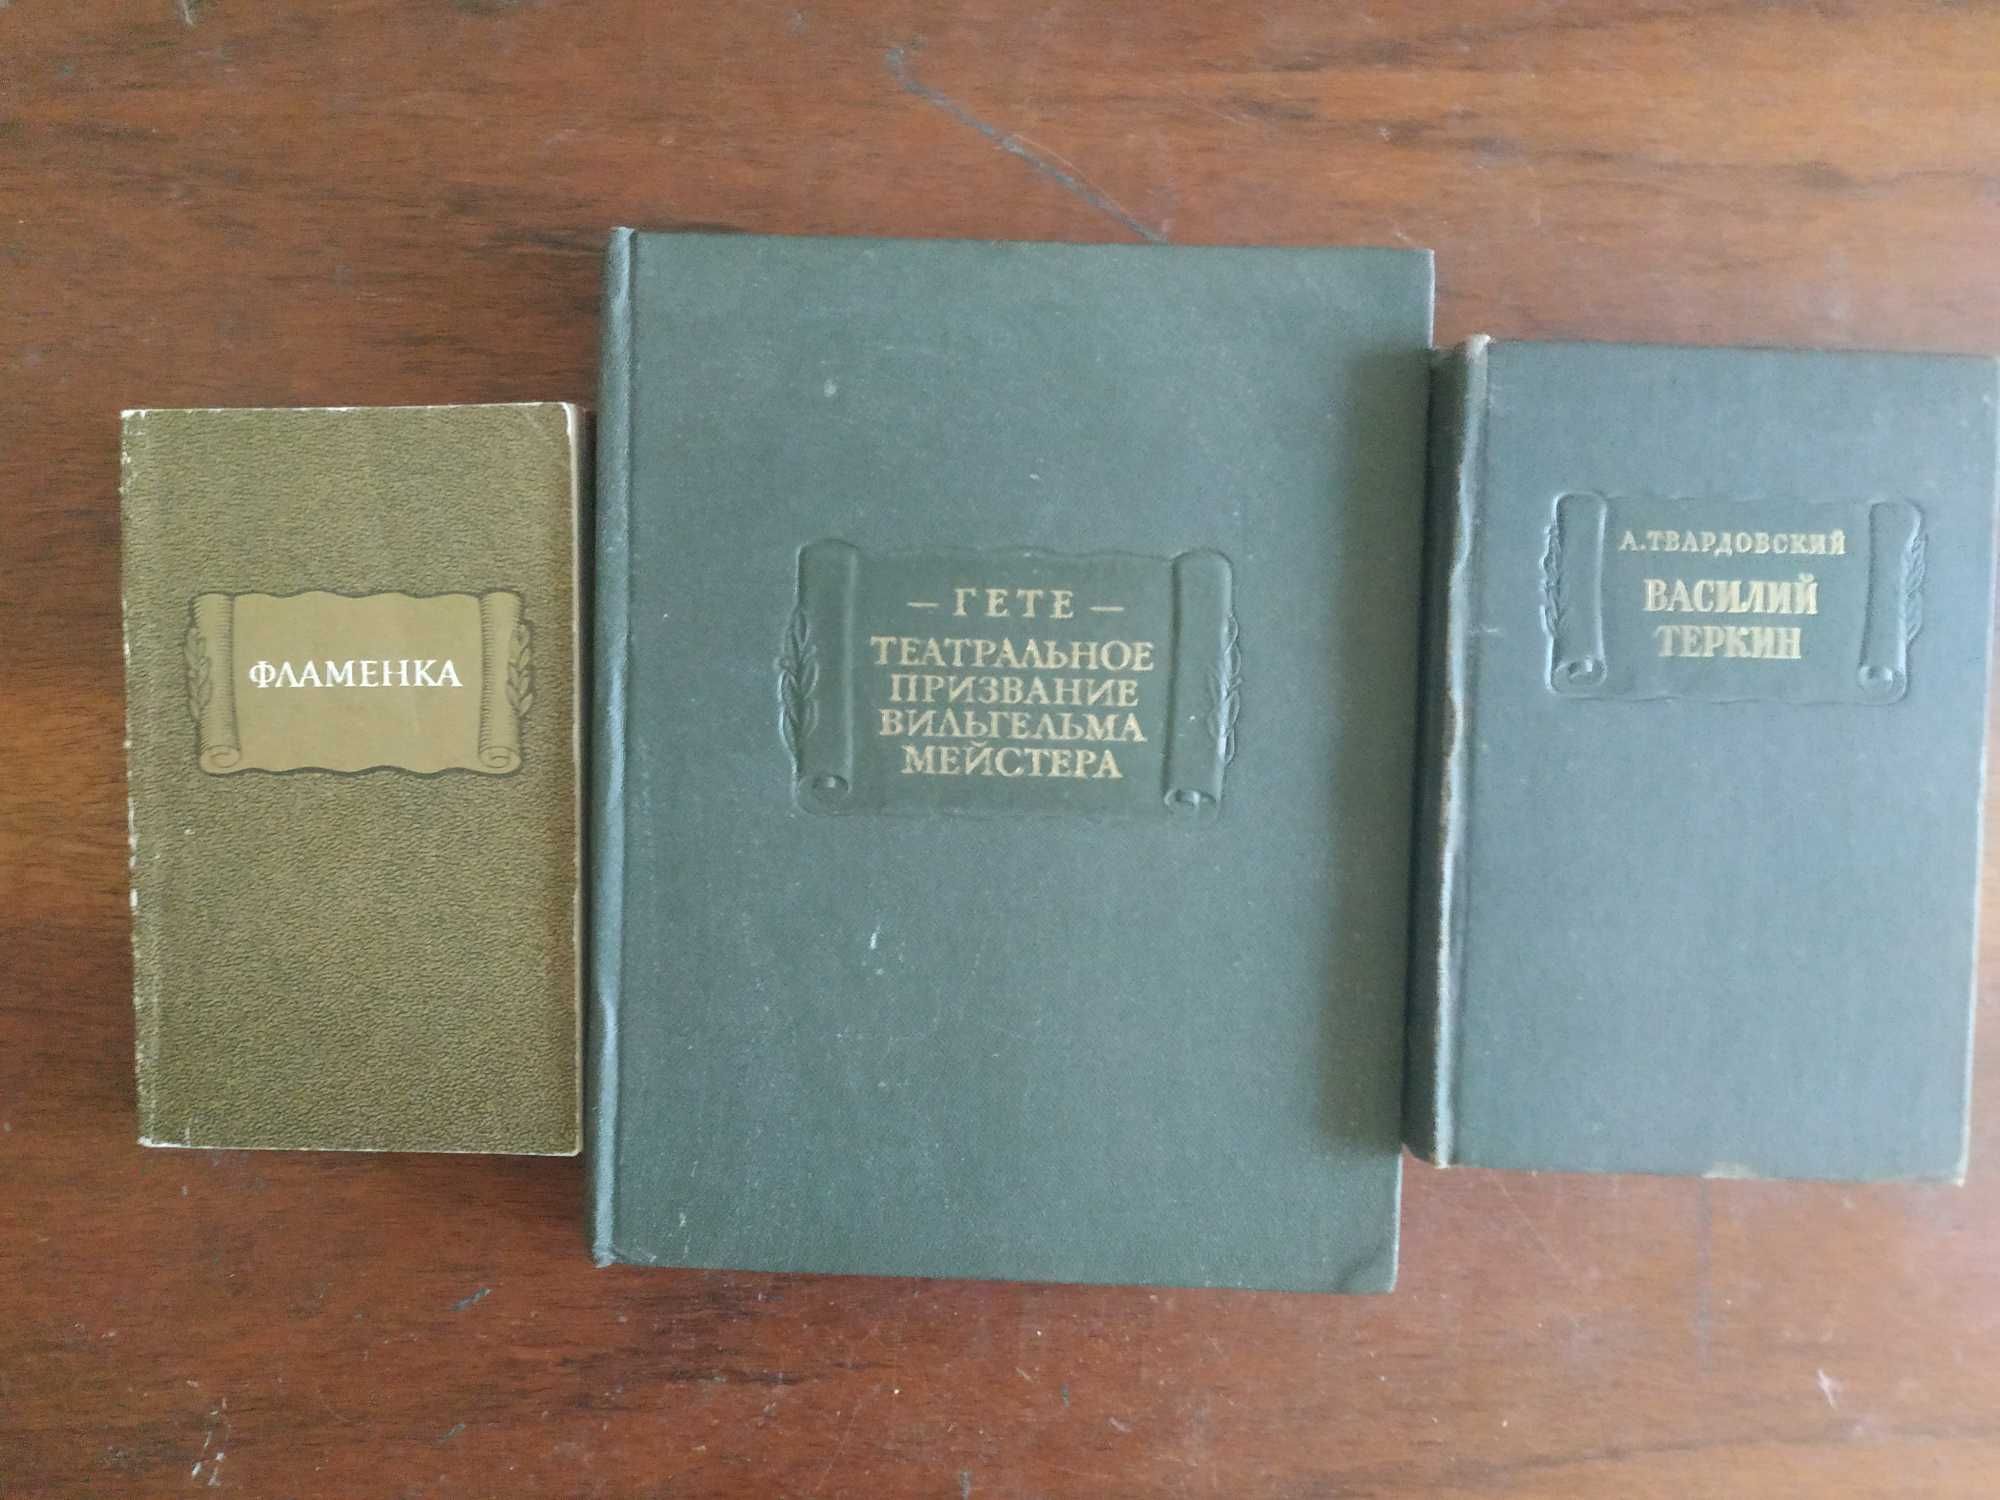 ФЛАМЕНКА
— ГЕТЕ —
ТЕАТРАЛЬНОЕ
ПРИЗВАНИЕ
ВИЛЬГЕЛЬМА
МЕЙСТЕРА
А.ТВАРДОВСКИЙ
ВАСИЛИЙ
ТЕРКИН